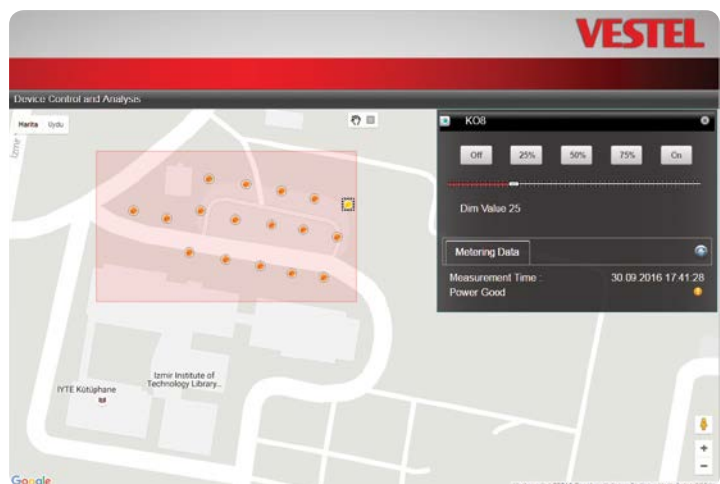 VESTEL
Device Control and Analysis
Harita Uydu
KO8
Off 25% 50% 75% On
Dim Value 25
Metering Data
Measurement Time : 30.09.2016 17:41:28
Power Good
Izmir Institute of
Technology Library...
IYTE Kütüphane
Google